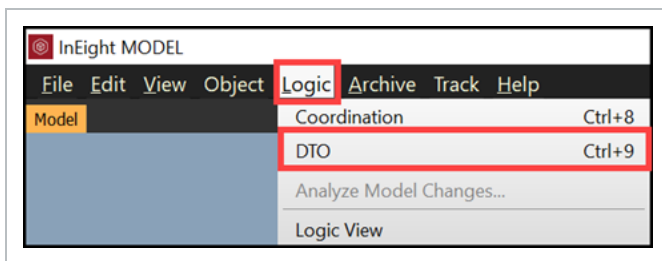 InEight MODEL
File Edit View Object Logic Archive Track Help
Model
Coordination Ctrl+8
DTO Ctrl+9
Analyze Model Changes...
Logic View